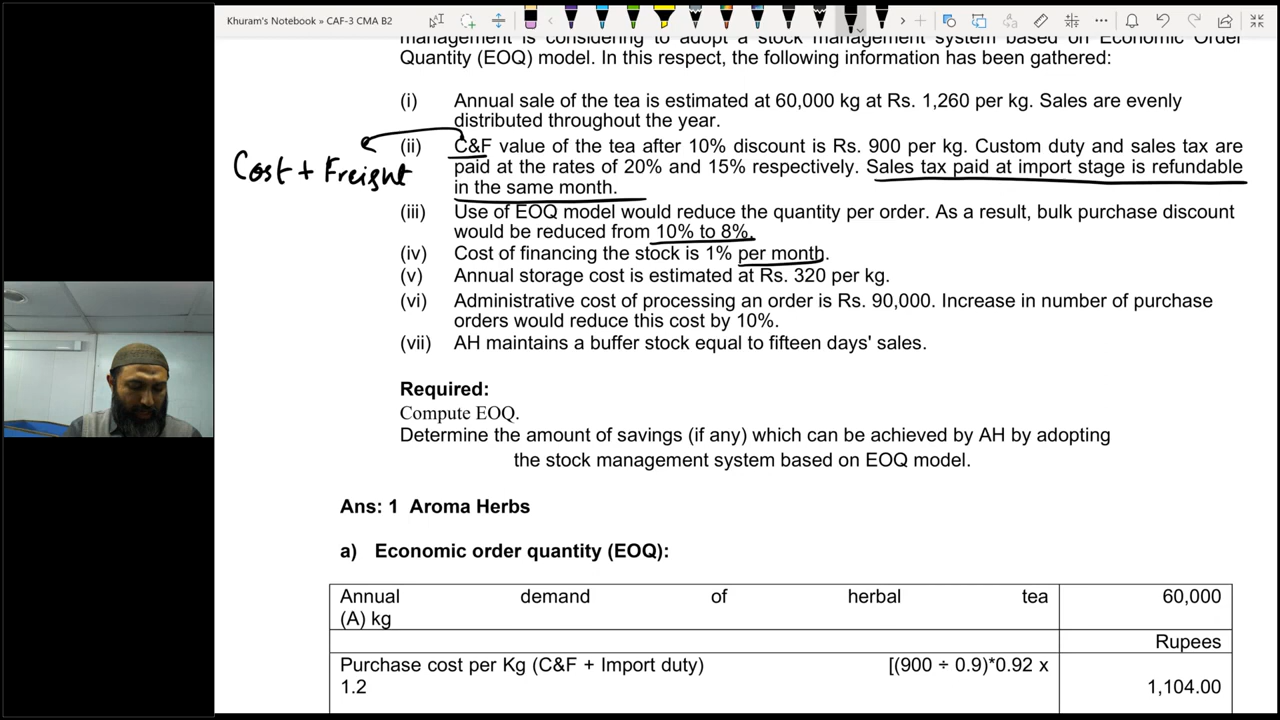 Khuram's Notebook » CAF-3 CMA B2
management is considering to adopt a stock management system based on Economic Order
Quantity (EOQ) model. In this respect, the following information has been gathered:
(i) Annual sale of the tea is estimated at 60,000 kg at Rs. 1,260 per kg. Sales are evenly
distributed throughout the year.
(ii) C&F value of the tea after 10% discount is Rs. 900 per kg. Custom duty and sales tax are
paid at the rates of 20% and 15% respectively. Sales tax paid at import stage is refundable
in the same month.
Cost + Freight
(iii) Use of EOQ model would reduce the quantity per order. As a result, bulk purchase discount
would be reduced from 10% to 8%.
(iv) Cost of financing the stock is 1% per month.
(v) Annual storage cost is estimated at Rs. 320 per kg.
(vi) Administrative cost of processing an order is Rs. 90,000. Increase in number of purchase
orders would reduce this cost by 10%.
(vii) AH maintains a buffer stock equal to fifteen days' sales.
Required:
Compute EOQ.
Determine the amount of savings (if any) which can be achieved by AH by adopting
the stock management system based on EOQ model.
Ans: 1 Aroma Herbs
a) Economic order quantity (EOQ):
Annual demand of herbal tea 60,000
(A) kg
Rupees
Purchase cost per Kg (C&F + Import duty) [(900 ÷ 0.9)*0.92 x
1.2 1,104.00